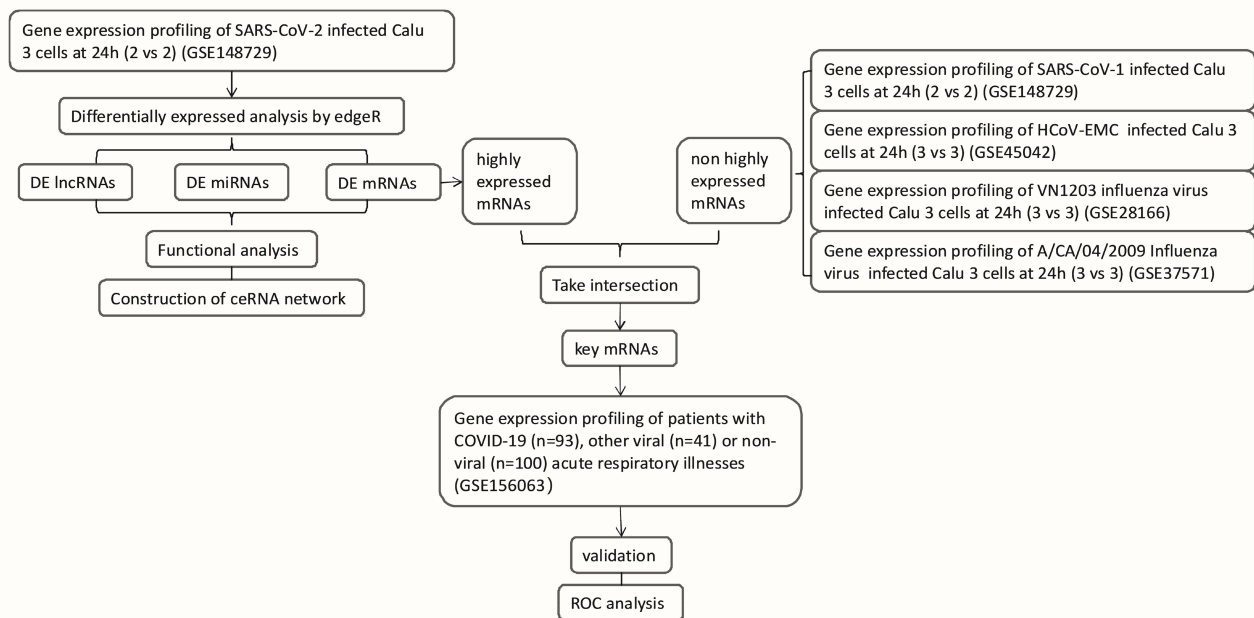 Gene expression profiling of SARS-CoV-2 infected Calu
3 cells at 24h (2 vs 2) (GSE148729)
Differentially expressed analysis by edgeR
DE lncRNAs
DE miRNAs
DE mRNAs
Functional analysis
Construction of ceRNA network
highly
expressed
mRNAs
non highly
expressed
mRNAs
Gene expression profiling of SARS-CoV-1 infected Calu
3 cells at 24h (2 vs 2) (GSE148729)
Gene expression profiling of HCoV-EMC infected Calu 3
cells at 24h (3 vs 3) (GSE45042)
Gene expression profiling of VN1203 influenza virus
infected Calu 3 cells at 24h (3 vs 3) (GSE28166)
Gene expression profiling of A/CA/04/2009 Influenza
virus infected Calu 3 cells at 24h (3 vs 3) (GSE37571)
Take intersection
key mRNAs
Gene expression profiling of patients with
COVID-19 (n=93), other viral (n=41) or non-
viral (n=100) acute respiratory illnesses
(GSE156063)
validation
ROC analysis